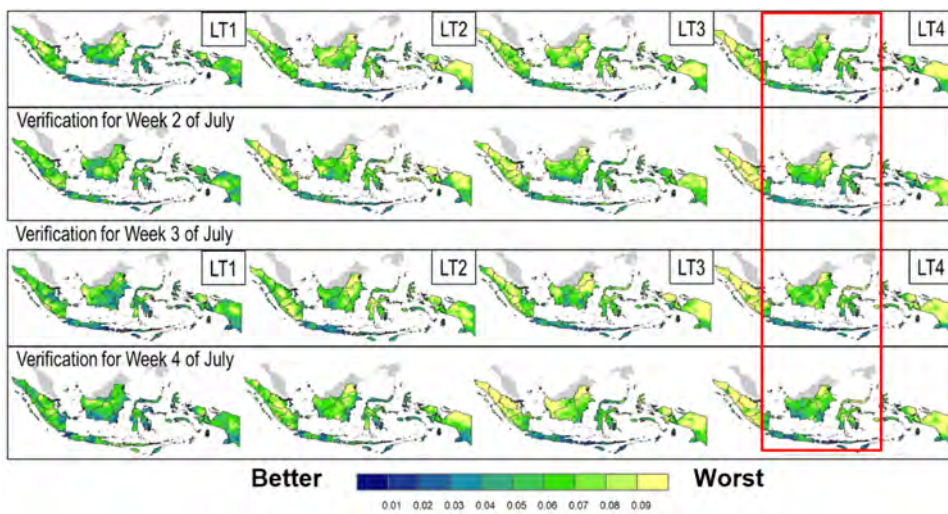 LT1 LT2 LT3 LT4
Verification for Week 2 of July
Verification for Week 3 of July
LT1 LT2 LT3 LT4
Verification for Week 4 of July
Better Worst
0.01 0.02 0.03 0.04 0.05 0.06 0.07 0.08 0.09